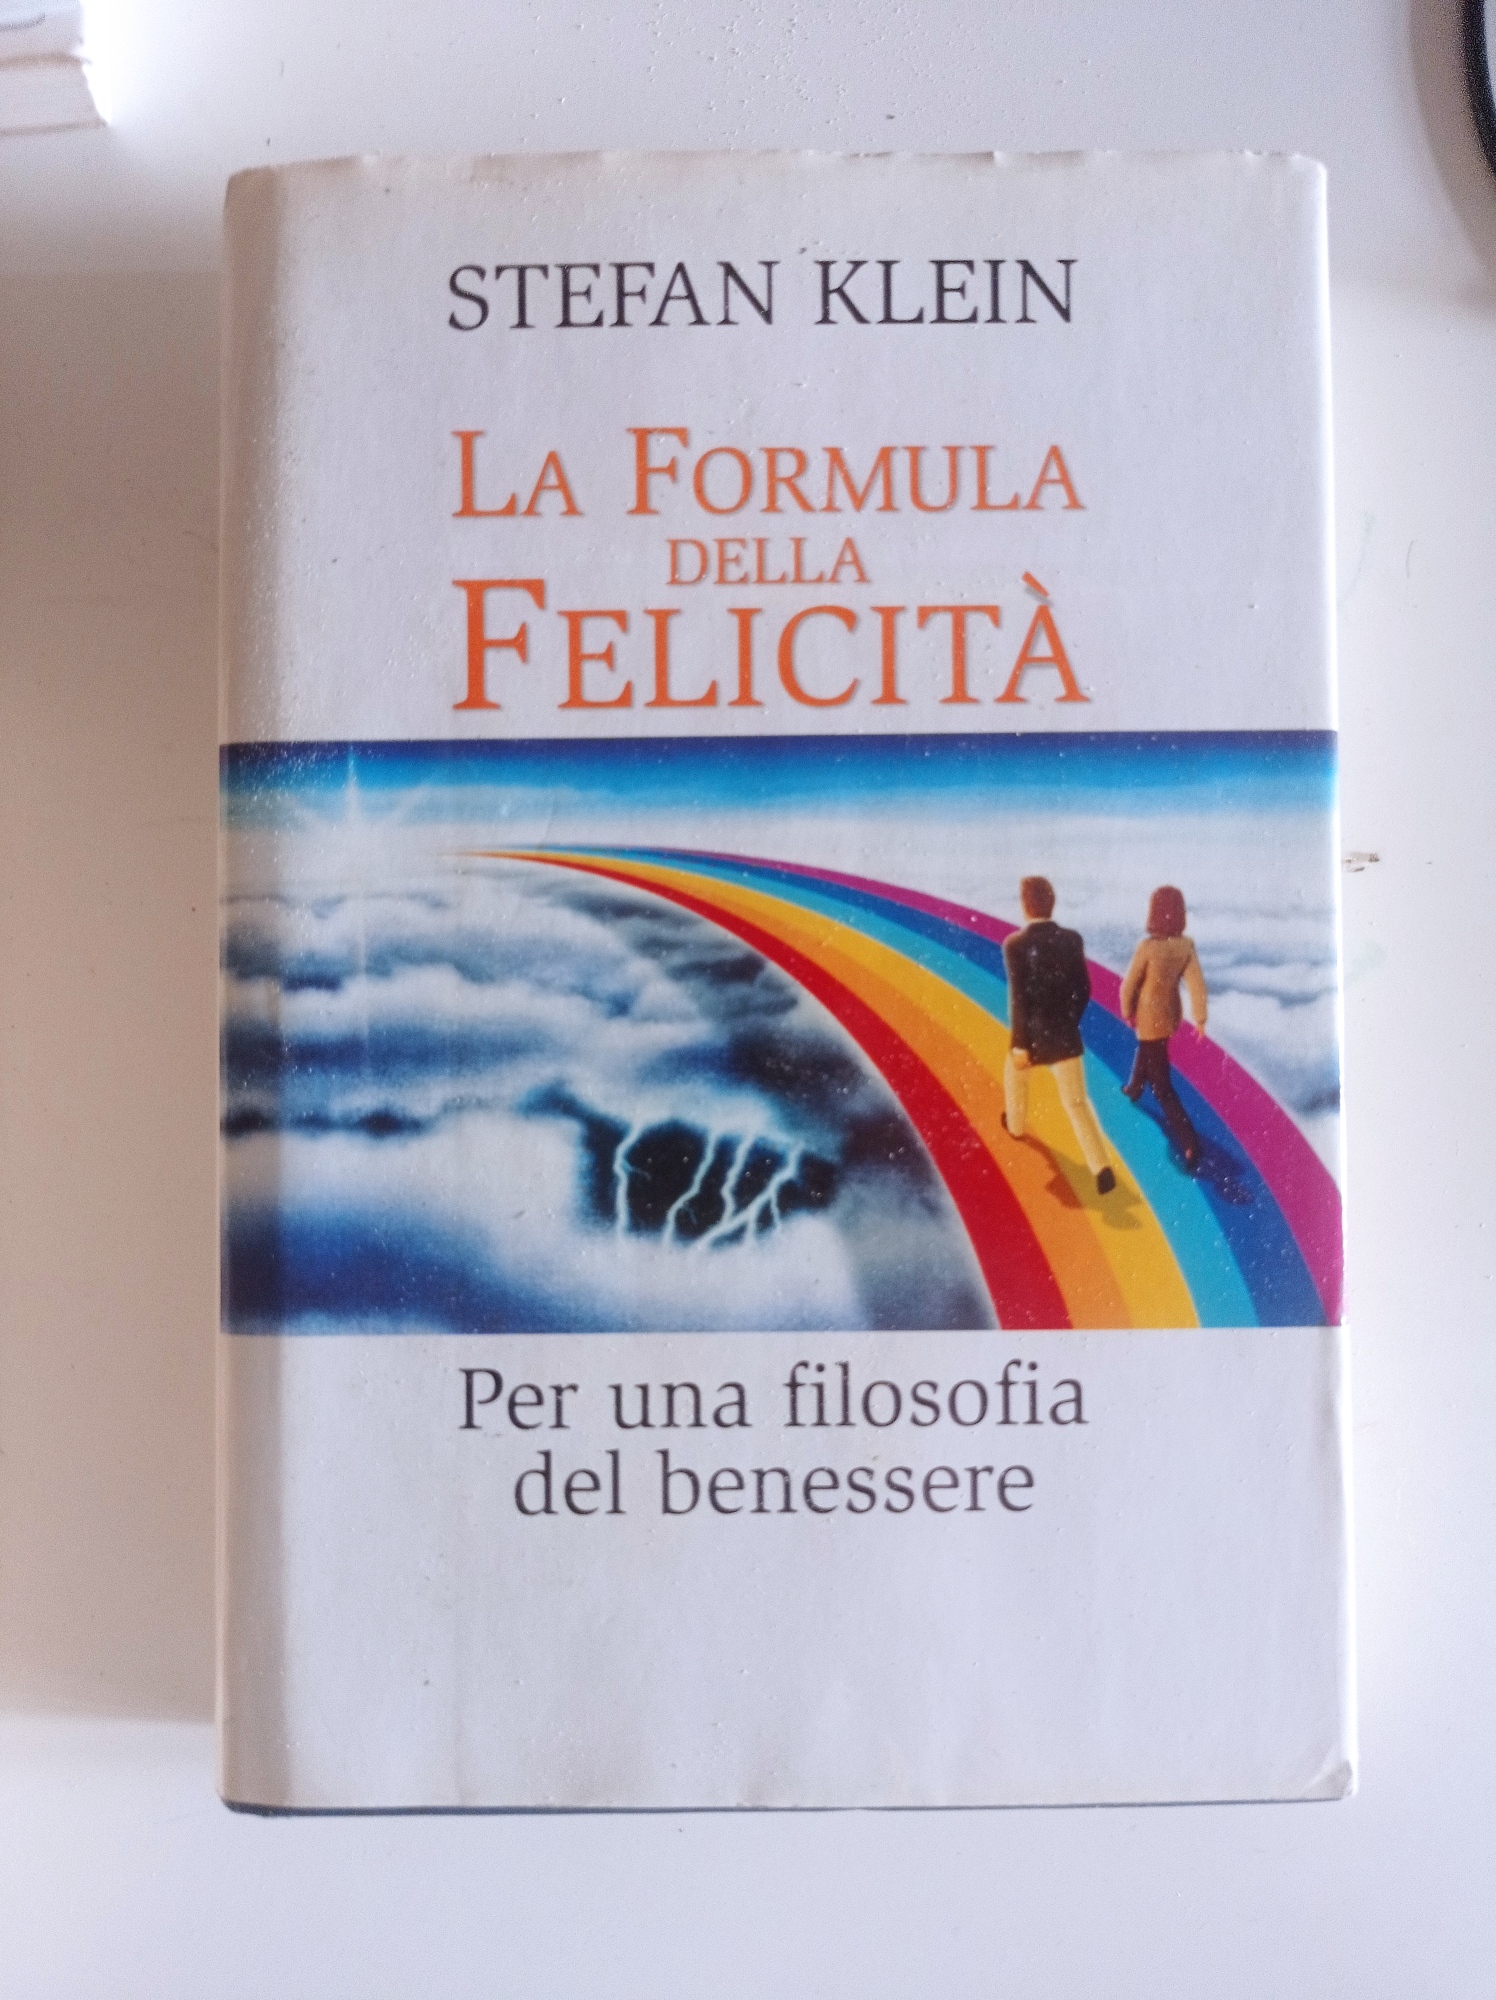 STEFAN KLEIN
LA FORMULA
DELLA
FELICITÀ
Per una filosofia
del benessere